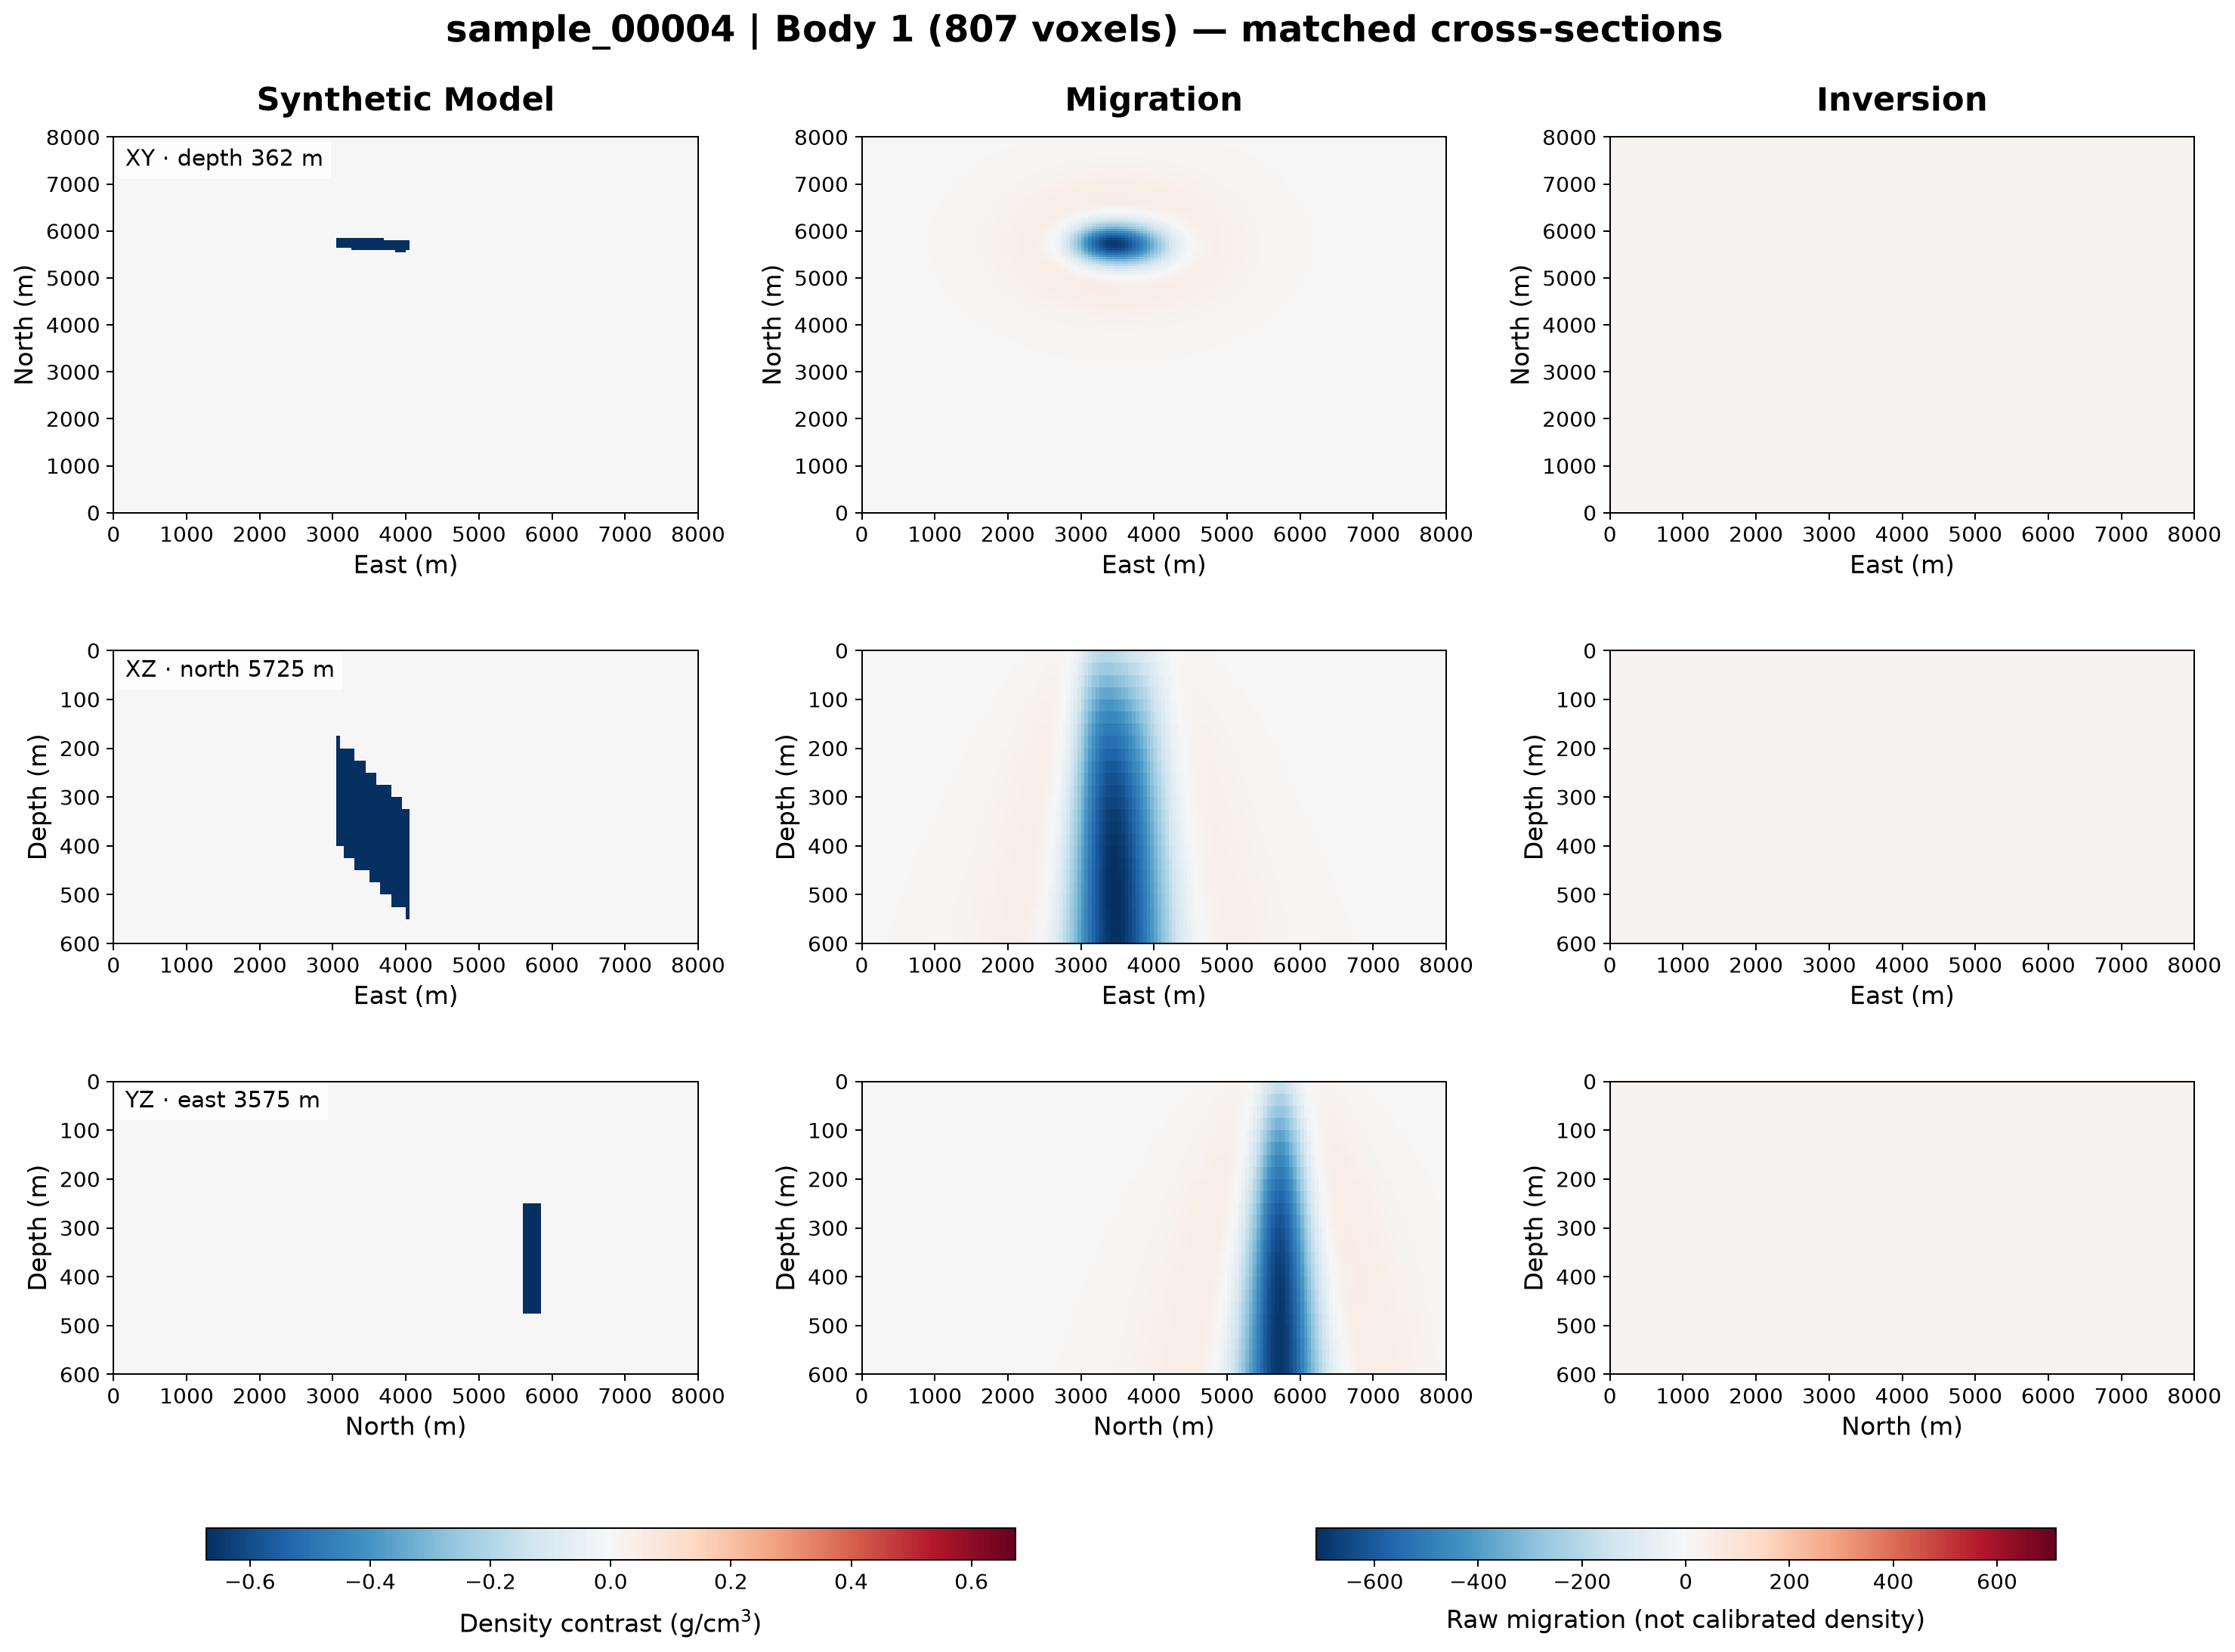 sample_00004 | Body 1 (807 voxels) — matched cross-sections
Synthetic Model
Migration
Inversion
XY · depth 362 m
8000
7000
6000
5000
4000
3000
2000
1000
0
North (m)
0 1000 2000 3000 4000 5000 6000 7000 8000
East (m)
8000
7000
6000
5000
4000
3000
2000
1000
0
North (m)
0 1000 2000 3000 4000 5000 6000 7000 8000
East (m)
8000
7000
6000
5000
4000
3000
2000
1000
0
North (m)
0 1000 2000 3000 4000 5000 6000 7000 8000
East (m)
XZ · north 5725 m
0
100
200
300
400
500
600
Depth (m)
0 1000 2000 3000 4000 5000 6000 7000 8000
East (m)
0
100
200
300
400
500
600
Depth (m)
0 1000 2000 3000 4000 5000 6000 7000 8000
East (m)
0
100
200
300
400
500
600
Depth (m)
0 1000 2000 3000 4000 5000 6000 7000 8000
East (m)
YZ · east 3575 m
0
100
200
300
400
500
600
Depth (m)
0 1000 2000 3000 4000 5000 6000 7000 8000
North (m)
0
100
200
300
400
500
600
Depth (m)
0 1000 2000 3000 4000 5000 6000 7000 8000
North (m)
0
100
200
300
400
500
600
Depth (m)
0 1000 2000 3000 4000 5000 6000 7000 8000
North (m)
−0.6 −0.4 −0.2 0.0 0.2 0.4 0.6
Density contrast (g/cm³)
−600 −400 −200 0 200 400 600
Raw migration (not calibrated density)